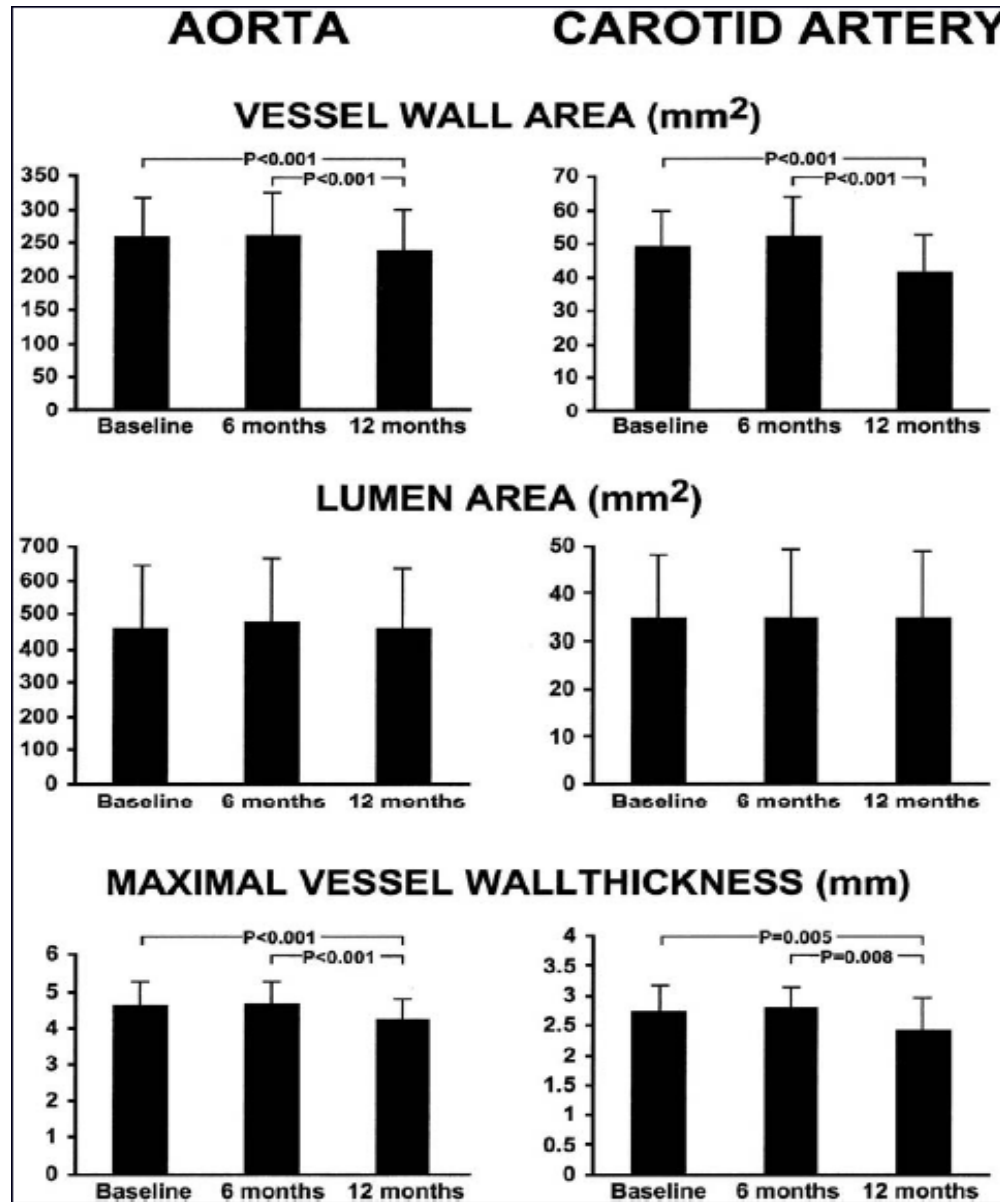 AORTA CAROTID ARTERY
VESSEL WALL AREA (mm²)
P<0.001
P<0.001
350
300
250
200
150
100
50
0
Baseline 6 months 12 months
P<0.001
P<0.001
70
60
50
40
30
20
10
0
Baseline 6 months 12 months
LUMEN AREA (mm²)
700
600
500
400
300
200
100
0
Baseline 6 months 12 months
50
40
30
20
10
0
Baseline 6 months 12 months
MAXIMAL VESSEL WALLTHICKNESS (mm)
P<0.001
P<0.001
6
5
4
3
2
1
0
Baseline 6 months 12 months
P=0.005
P=0.008
4
3.5
3
2.5
2
1.5
1
0.5
0
Baseline 6 months 12 months